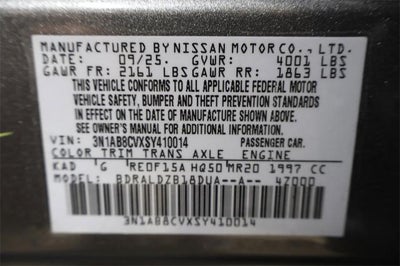 MANUFACTURED BY NISSAN MOTOR CO., LTD.
DATE: 09/25. GVWR: 4001 LBS
GAWR FR: 2161 LBS GAWR RR: 1863 LBS
THIS VEHICLE CONFORMS TO ALL APPLICABLE FEDERAL MOTOR
VEHICLE SAFETY, BUMPER AND THEFT PREVENTION STANDARDS
IN EFFECT ON THE DATE OF MANUFACTURE SHOWN ABOVE.
SEE OWNER'S MANUAL FOR ADDITIONAL INFORMATION
VIN: 3N1AB8CVXSY410014 PASSENGER CAR.
COLOR TRIM TRANS AXLE ENGINE
KAD G RE0F15A HQ50 MR20 1997 CC
MODEL: BDRALDZB18DUA--A-- 47000
3N1AB8CVXSY410014